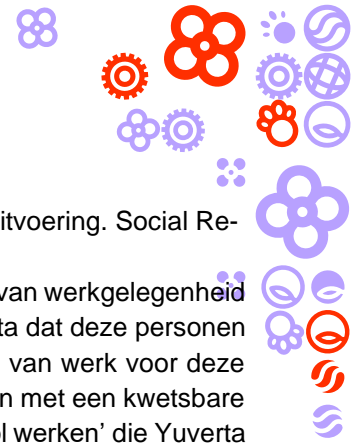 itvoering. Social Re-
van werkgelegenheid
ta dat deze personen
van werk voor deze
n met een kwetsbare
ol werken’ die Yuverta